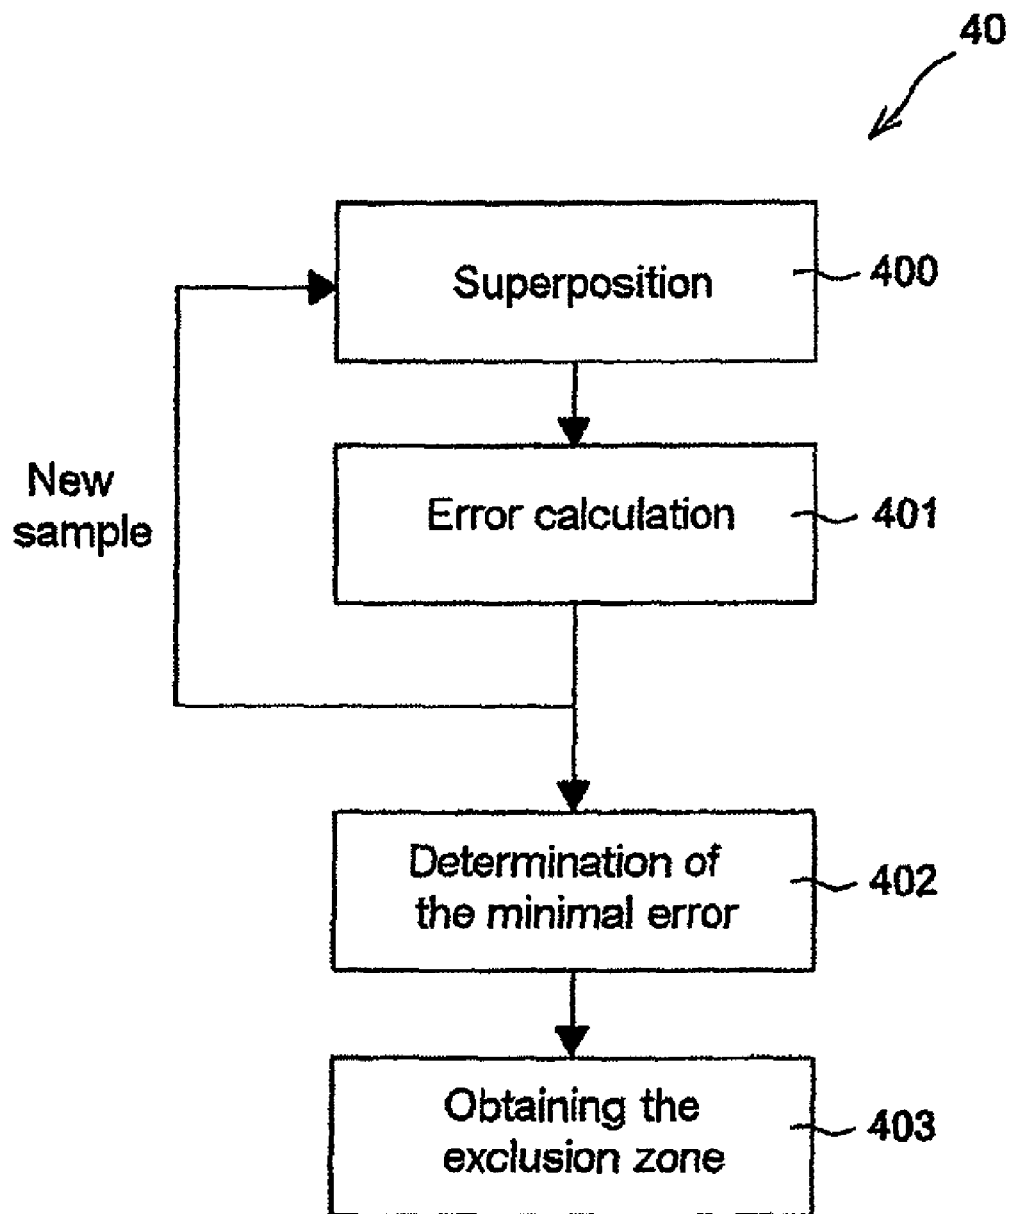 40
Superposition
400
New
sample
Error calculation
401
Determination of
the minimal error
402
Obtaining the
exclusion zone
403